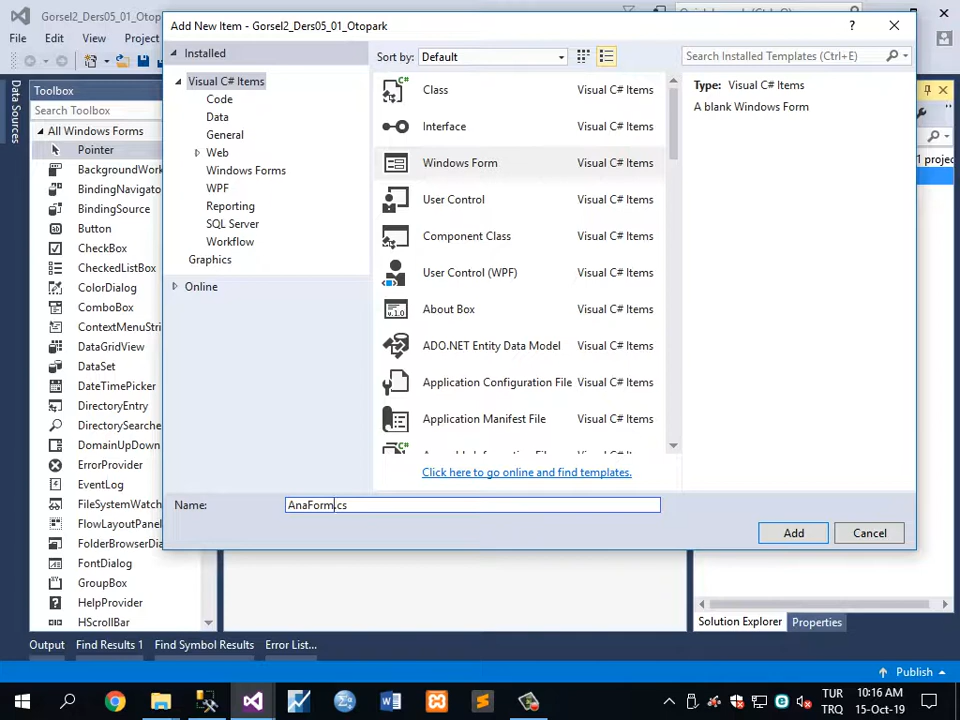 Gorsel2_Ders05_01_Otopark
Add New Item - Gorsel2_Ders05_01_Otopark
?
File
Edit
View
Project
Toolbox
Search Toolbox
Data Sources
All Windows Forms
Pointer
BackgroundWork
BindingNavigato
BindingSource
Button
CheckBox
CheckedListBox
ColorDialog
ComboBox
ContextMenuStri
DataGridView
DataSet
DateTimePicker
DirectoryEntry
DirectorySearche
DomainUpDown
ErrorProvider
EventLog
FileSystemWatch
FlowLayoutPanel
FolderBrowserDi
FontDialog
GroupBox
HelpProvider
HScrollBar
Installed
Visual C# Items
Code
Data
General
Web
Windows Forms
WPF
Reporting
SQL Server
Workflow
Graphics
Online
Sort by: Default
Search Installed Templates (Ctrl+E)
Class Visual C# Items
Interface Visual C# Items
Windows Form Visual C# Items
User Control Visual C# Items
Component Class Visual C# Items
User Control (WPF) Visual C# Items
About Box Visual C# Items
ADO.NET Entity Data Model Visual C# Items
Application Configuration File Visual C# Items
Application Manifest File Visual C# Items
Click here to go online and find templates.
Type: Visual C# Items
A blank Windows Form
1 projec
Name: AnaForm.cs
Add
Cancel
Solution Explorer
Properties
Output
Find Results 1
Find Symbol Results
Error List...
Publish
TUR
TRQ
10:16 AM
15-Oct-19